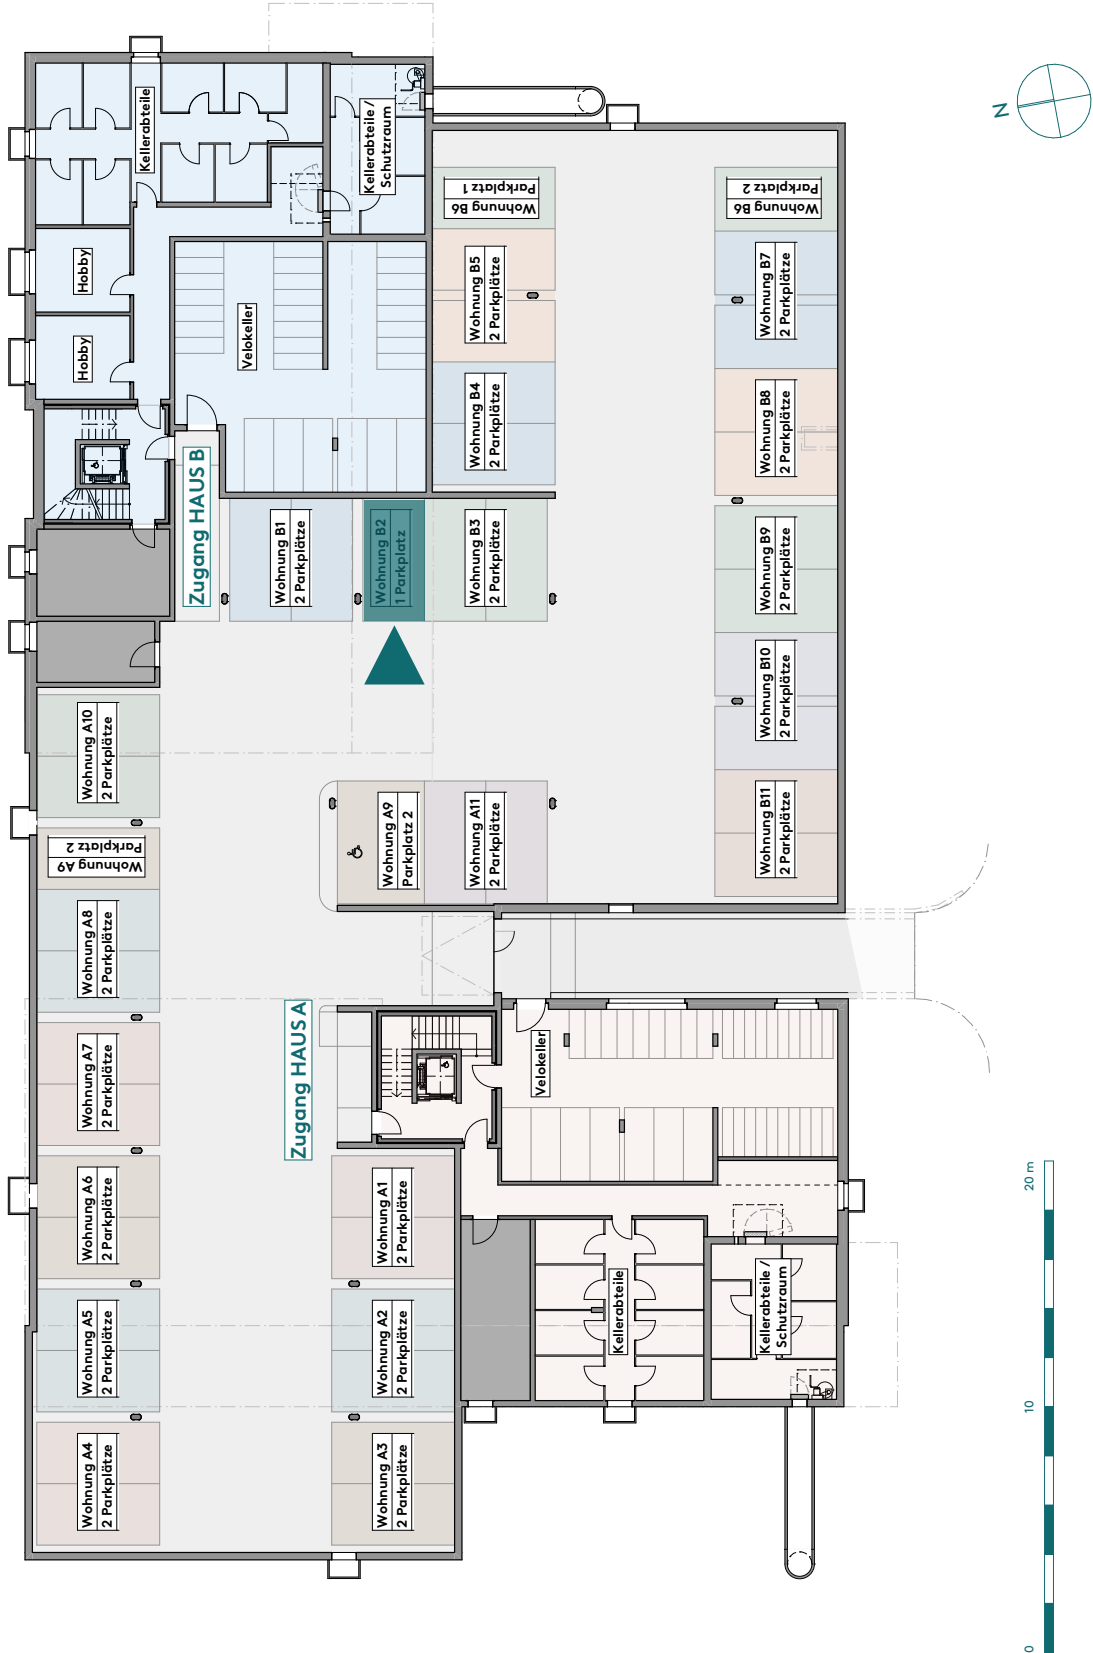 N
Kellerabteile
Kellerabteile /
Schutzraum
Wohnung B6
Parkplatz 1
Wohnung B6
Parkplatz 2
Hobby
Hobby
Velokeller
Wohnung B5
2 Parkplätze
Wohnung B7
2 Parkplätze
Wohnung B4
2 Parkplätze
Wohung B8
2 Parkplätze
Zugang HAUS B
Wohnung B1
2 Parkplätze
Wohnung B2
1 Parkplatz
Wohnung B3
2 Parkplätze
Wohnung B9
2 Parkplätze
Wohnung B10
2 Parkplätze
Wohnung A10
2 Parkplätze
Wohnung A9
Parkplatz 2
Wohnung A9
Parkplatz 2
Wohnung A11
2 Parkplätze
Wohnung B11
2 Parkplätze
Wohnung A8
2 Parkplätze
Zugang HAUS A
Wohnung A7
2 Parkplätze
Velokeller
Wohnung A6
2 Parkplätze
Wohnung A1
2 Parkplätze
Wohnung A5
2 Parkplätze
Wohnung A2
2 Parkplätze
Kellerabteile
Kellerabteile /
Schutzraum
Wohnung A4
2 Parkplätze
Wohnung A3
2 Parkplätze
20 m
10
0